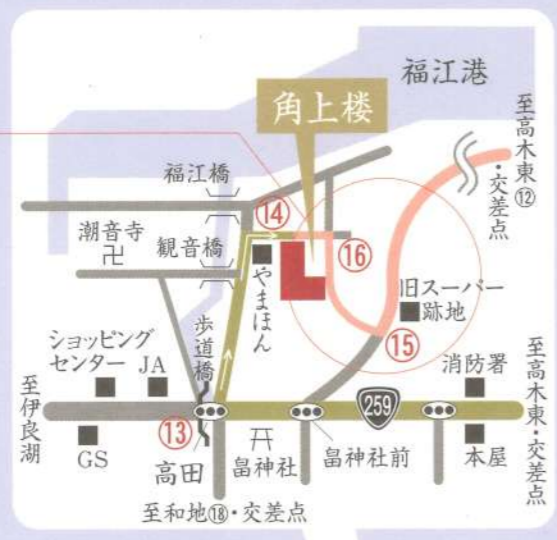 福江港
角上楼
至高木東⑫・交差点
福江橋
⑭
潮音寺
卍
観音橋
やまほん
⑯
旧スーパー
跡地
⑮
歩道橋
ショッピング
センター
JA
消防署
至伊良湖
259
至高木東・交差点
⑬
GS
高田
畠神社
畠神社前
本屋
至和地⑱・交差点